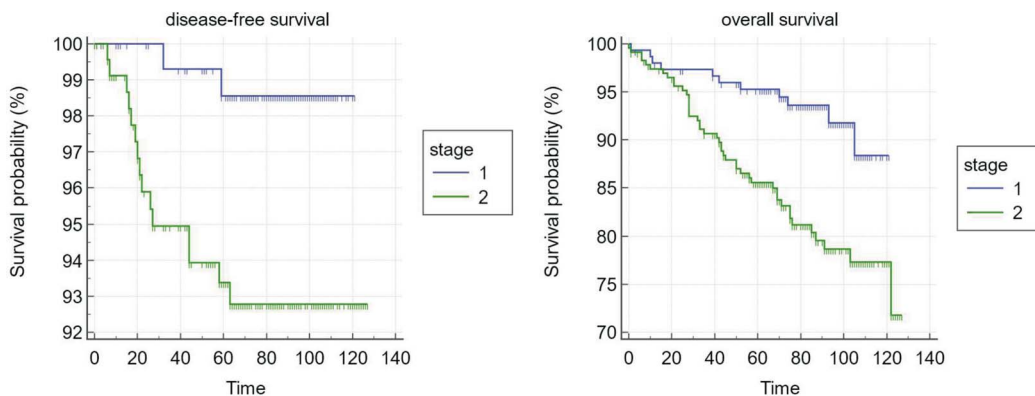 disease-free survival
Survival probability (%)
100
99
98
97
96
95
94
93
92
0 20 40 60 80 100 120 140
Time
stage
1
2
overall survival
Survival probability (%)
100
95
90
85
80
75
70
0 20 40 60 80 100 120 140
Time
stage
1
2